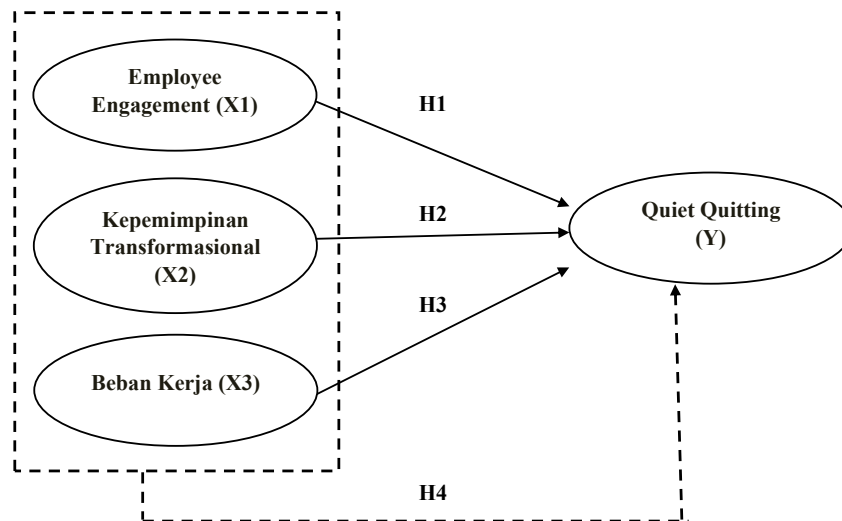 Employee
Engagement (X1)
H1
Kepemimpinan
Transformasional
(X2)
H2
Quiet Quitting
(Y)
H3
Beban Kerja (X3)
H4